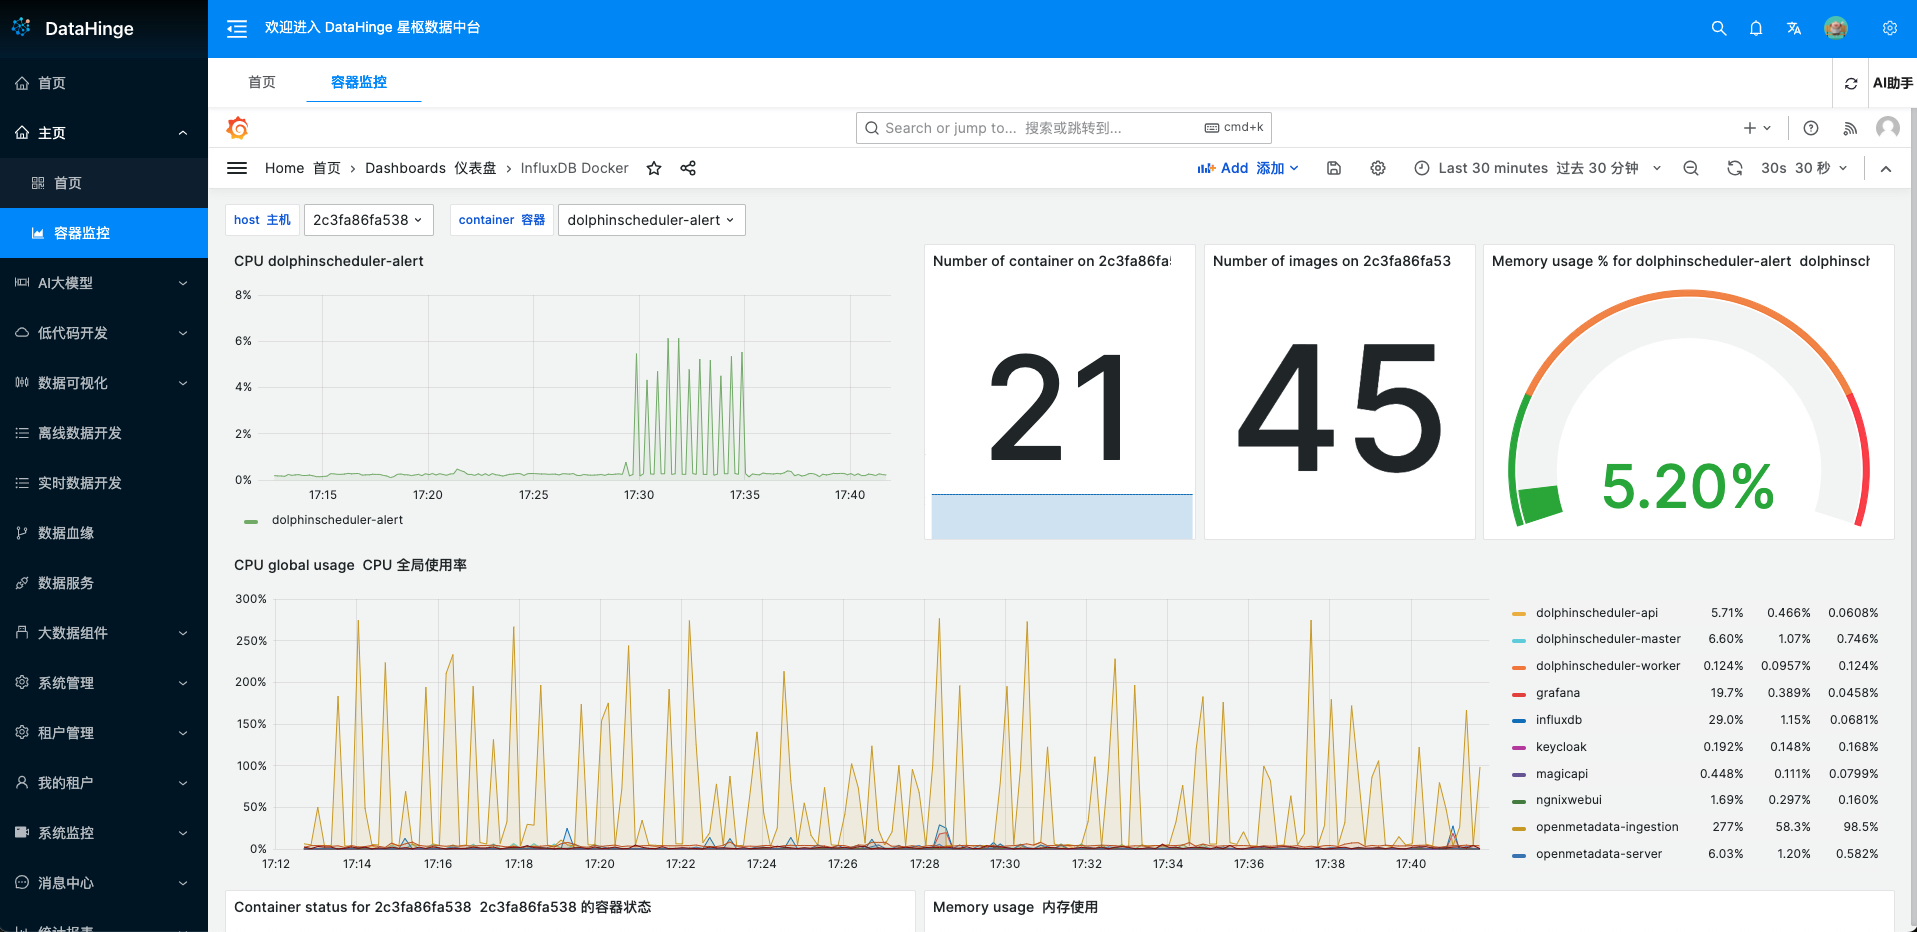 DataHinge
欢迎进入 DataHinge 星枢数据中台
首页
主页
首页
容器监控
AI大模型
低代码开发
数据可视化
离线数据开发
实时数据开发
数据血缘
数据服务
大数据组件
系统管理
租户管理
我的租户
系统监控
消息中心
统计报表
首页
容器监控
AI助手
Search or jump to... 搜索或跳转到...
cmd+k
Home 首页 › Dashboards 仪表盘 › InfluxDB Docker
Add 添加
Last 30 minutes 过去 30 分钟
30s 30 秒
host 主机
2c3fa86fa538
container 容器
dolphinscheduler-alert
CPU dolphinscheduler-alert
8%
6%
4%
2%
0%
17:15 17:20 17:25 17:30 17:35 17:40
dolphinscheduler-alert
Number of container on 2c3fa86fa
21
Number of images on 2c3fa86fa53
45
Memory usage % for dolphinscheduler-alert dolphinsch
5.20%
CPU global usage CPU 全局使用率
300%
250%
200%
150%
100%
50%
0%
17:12 17:14 17:16 17:18 17:20 17:22 17:24 17:26 17:28 17:30 17:32 17:34 17:36 17:38 17:40
dolphinscheduler-api 5.71% 0.466% 0.0608%
dolphinscheduler-master 6.60% 1.07% 0.746%
dolphinscheduler-worker 0.124% 0.0957% 0.124%
grafana 19.7% 0.389% 0.0458%
influxdb 29.0% 1.15% 0.0681%
keycloak 0.192% 0.148% 0.168%
magicapi 0.448% 0.111% 0.0799%
ngnixwebui 1.69% 0.297% 0.160%
openmetadata-ingestion 277% 58.3% 98.5%
openmetadata-server 6.03% 1.20% 0.582%
Container status for 2c3fa86fa538 2c3fa86fa538 的容器状态
Memory usage 内存使用